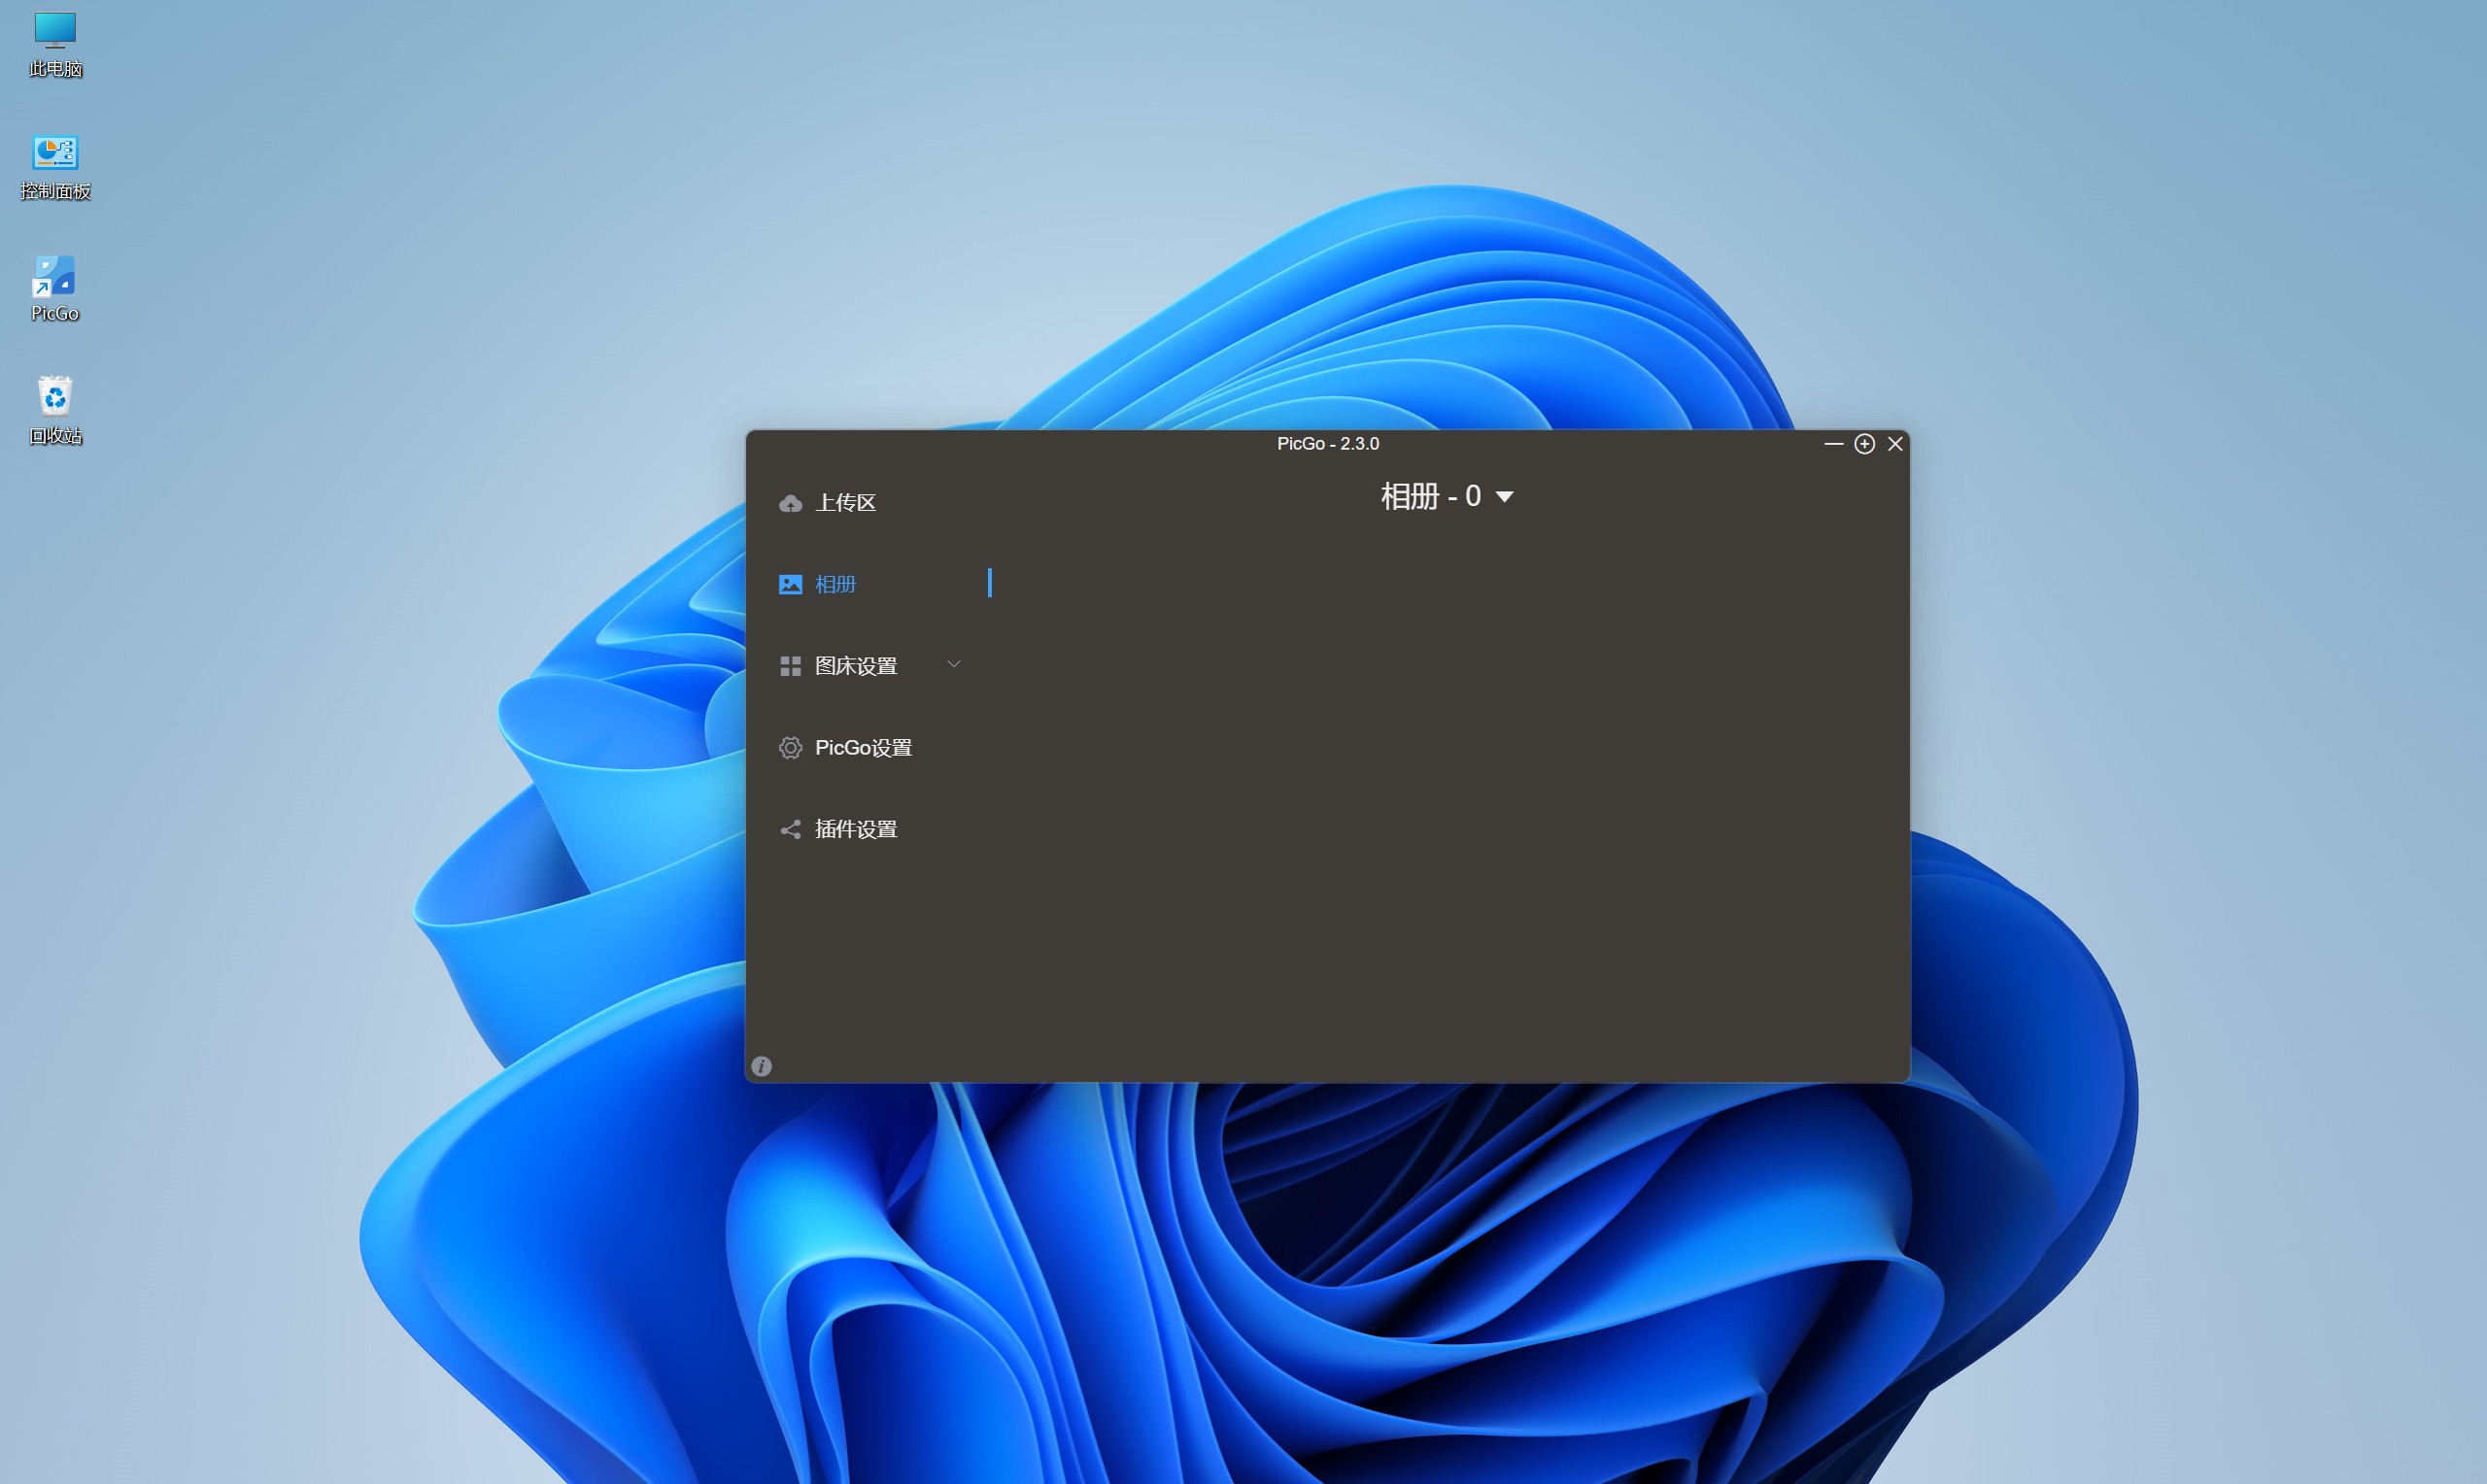 此电脑
控制面板
PicGo
回收站
PicGo - 2.3.0
上传区
相册
图床设置
PicGo设置
插件设置
相册 - 0